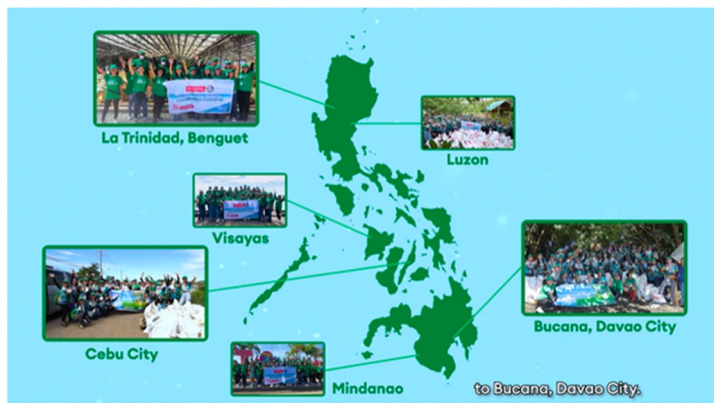 La Trinidad, Benguet
Luzon
Visayas
Bucana, Davao City
Cebu City
Mindanao
to Bucana, Davao City.